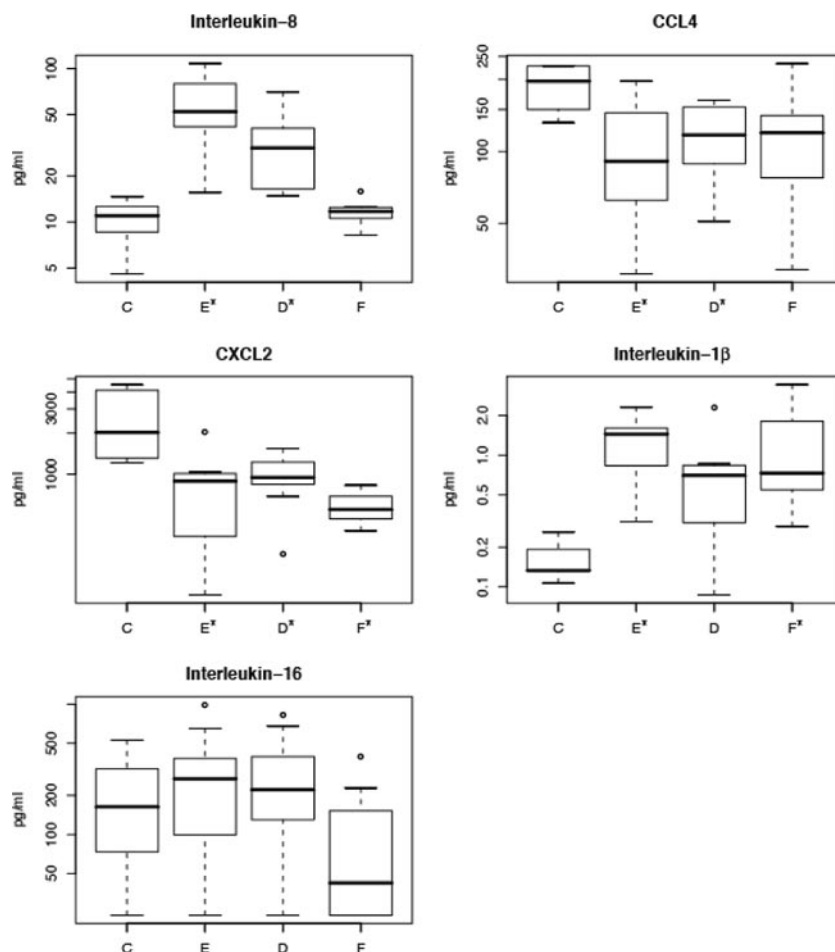 Interleukin–8
CCL4
pg/ml
100
50
20
10
5
C E* D* F
pg/ml
250
150
100
50
C E* D* F
CXCL2
Interleukin–1β
pg/ml
3000
1000
C E* D* F*
pg/ml
2.0
1.0
0.5
0.2
0.1
C E* D F*
Interleukin–16
pg/ml
500
200
100
50
C E D F